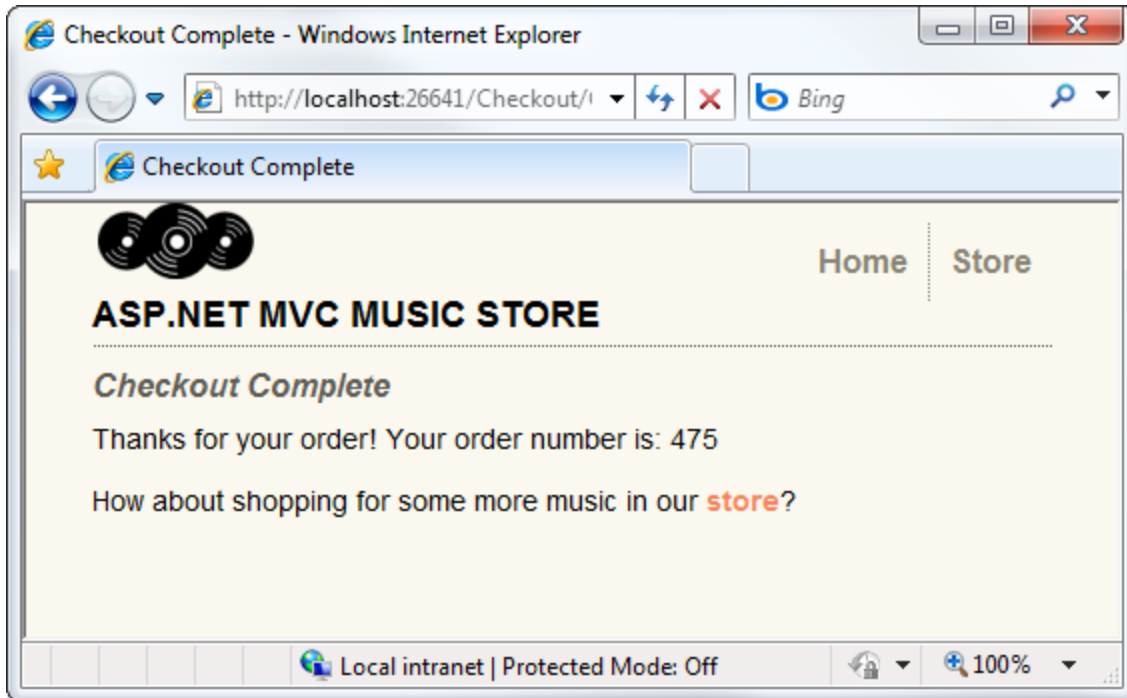 Checkout Complete - Windows Internet Explorer
http://localhost:26641/Checkout/
Bing
Checkout Complete
Home
Store
ASP.NET MVC MUSIC STORE
Checkout Complete
Thanks for your order! Your order number is: 475
How about shopping for some more music in our store?
Local intranet | Protected Mode: Off
100%